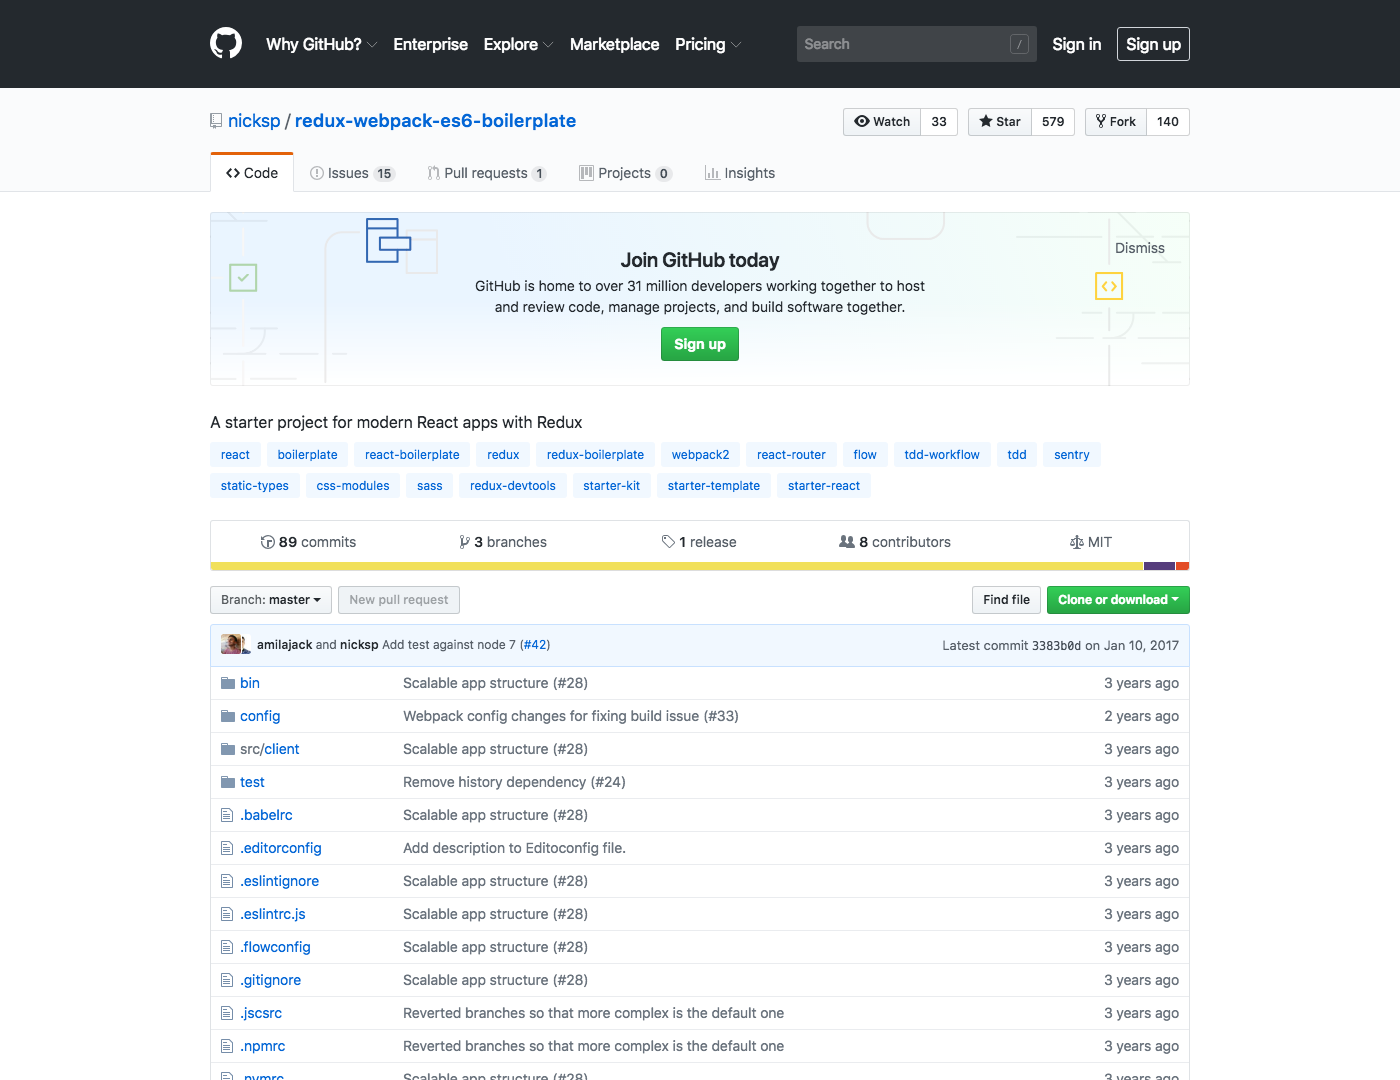 Why GitHub? Enterprise Explore Marketplace Pricing Search / Sign in Sign up
nicksp / redux-webpack-es6-boilerplate Watch 33 Star 579 Fork 140
Code Issues 15 Pull requests 1 Projects 0 Insights
Dismiss
Join GitHub today
GitHub is home to over 31 million developers working together to host
and review code, manage projects, and build software together.
Sign up
A starter project for modern React apps with Redux
react boilerplate react-boilerplate redux redux-boilerplate webpack2 react-router flow tdd-workflow tdd sentry
static-types css-modules sass redux-devtools starter-kit starter-template starter-react
89 commits 3 branches 1 release 8 contributors MIT
Branch: master New pull request Find file Clone or download
amilajack and nicksp Add test against node 7 (#42) Latest commit 3383b0d on Jan 10, 2017
bin Scalable app structure (#28) 3 years ago
config Webpack config changes for fixing build issue (#33) 2 years ago
src/client Scalable app structure (#28) 3 years ago
test Remove history dependency (#24) 3 years ago
.babelrc Scalable app structure (#28) 3 years ago
.editorconfig Add description to Editoconfig file. 3 years ago
.eslintignore Scalable app structure (#28) 3 years ago
.eslintrc.js Scalable app structure (#28) 3 years ago
.flowconfig Scalable app structure (#28) 3 years ago
.gitignore Scalable app structure (#28) 3 years ago
.jscsrc Reverted branches so that more complex is the default one 3 years ago
.npmrc Reverted branches so that more complex is the default one 3 years ago
.nvmrc Scalable app structure (#28) 3 years ago